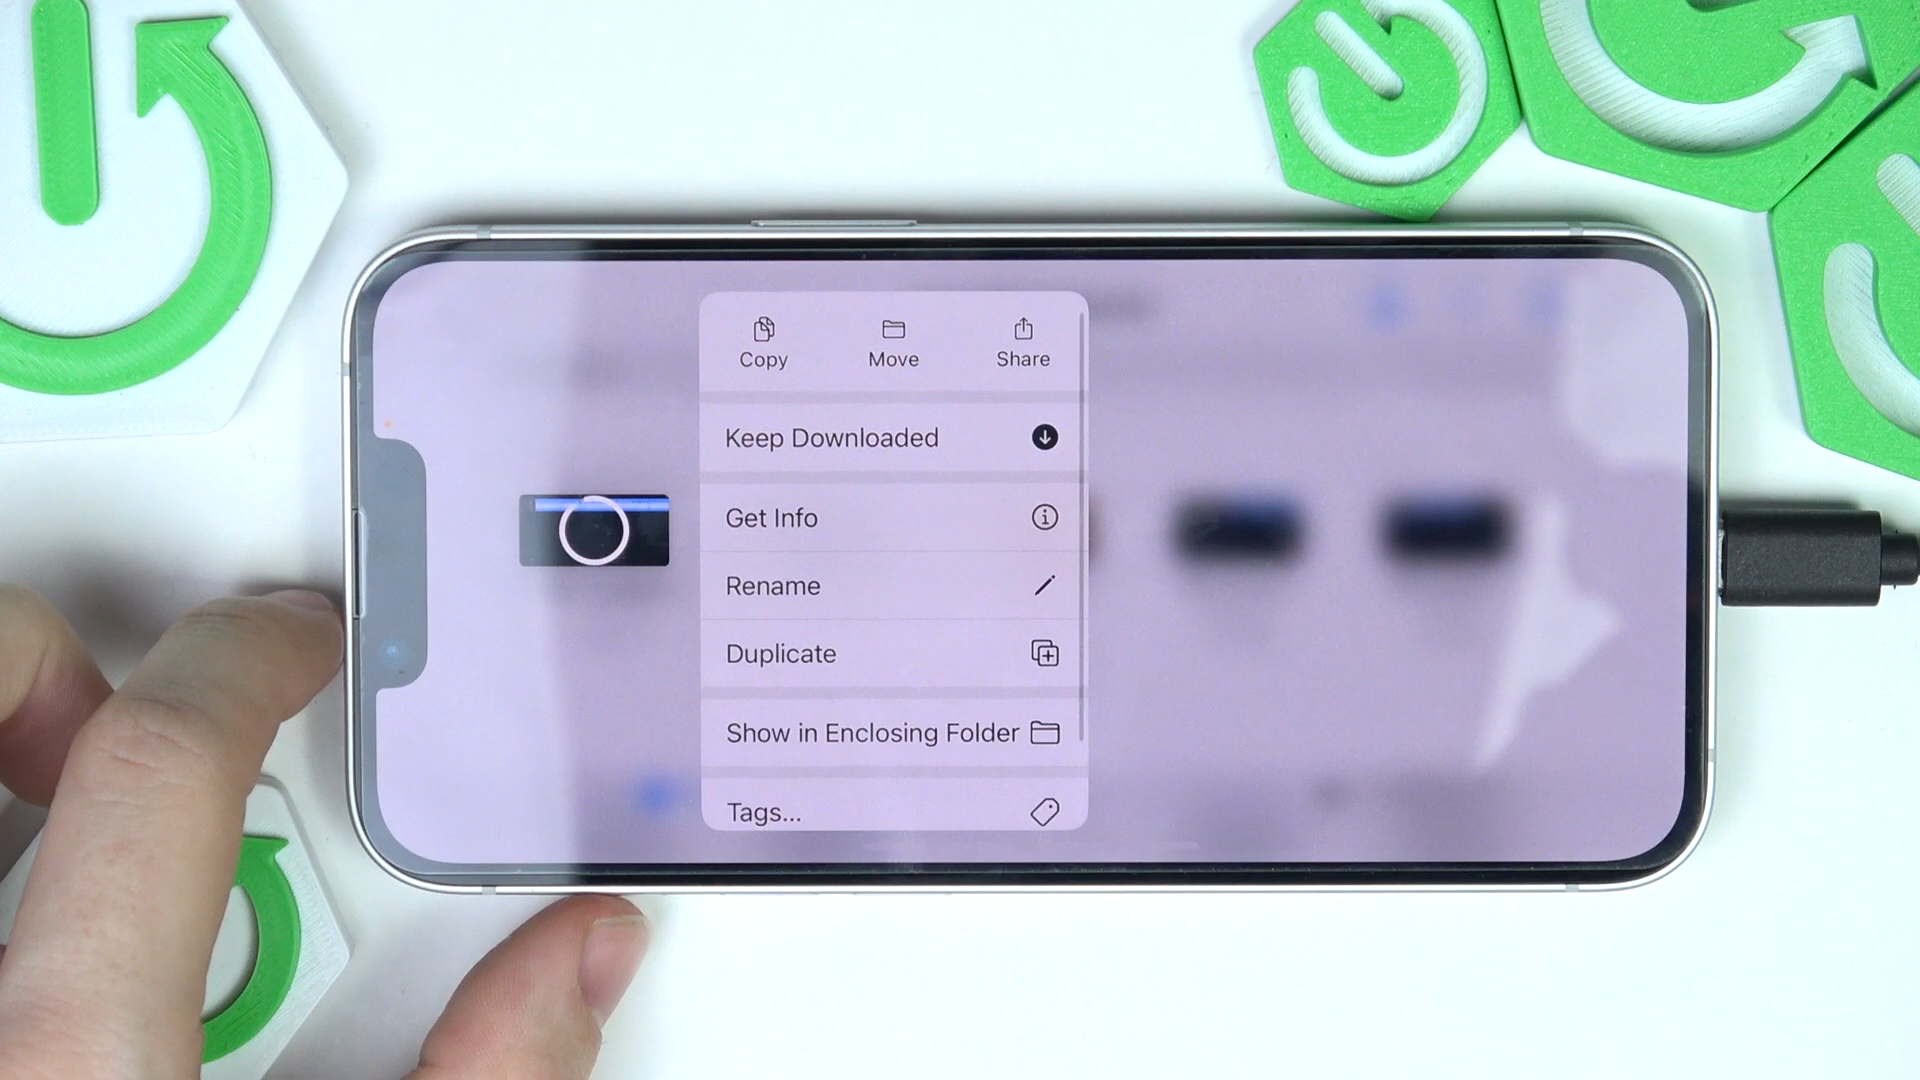 Copy Move Share
Keep Downloaded
Get Info
Rename
Duplicate
Show in Enclosing Folder
Tags...